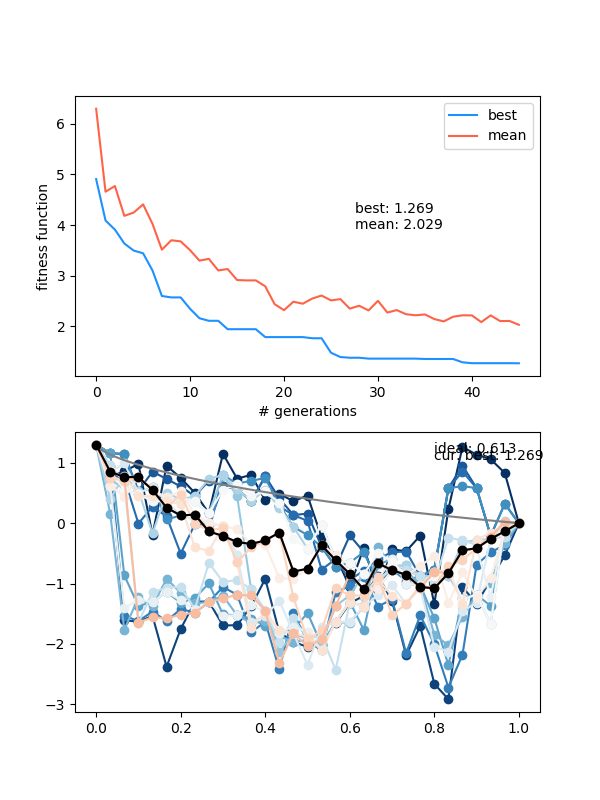 6
5
4
3
2
fitness function
best
mean
best: 1.269
mean: 2.029
0
10
20
30
40
# generations
ideal: 0.613
cur best: 1.269
1
0
−1
−2
−3
0.0
0.2
0.4
0.6
0.8
1.0